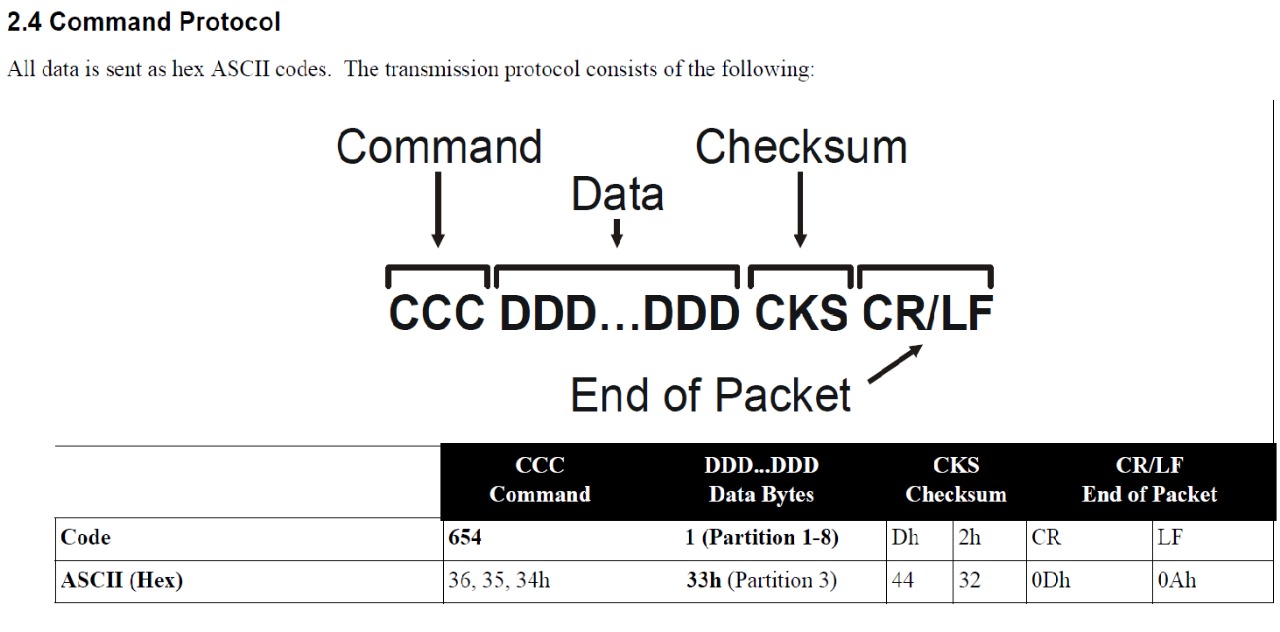 2.4 Command Protocol
All data is sent as hex ASCII codes. The transmission protocol consists of the following:
Command
Checksum
Data
CCC DDD...DDD CKS CR/LF
End of Packet
CCC DDD...DDD CKS CR/LF
Command Data Bytes Checksum End of Packet
Code 654 1 (Partition 1-8) Dh 2h CR LF
ASCII (Hex) 36, 35, 34h 33h (Partition 3) 44 32 0Dh 0Ah